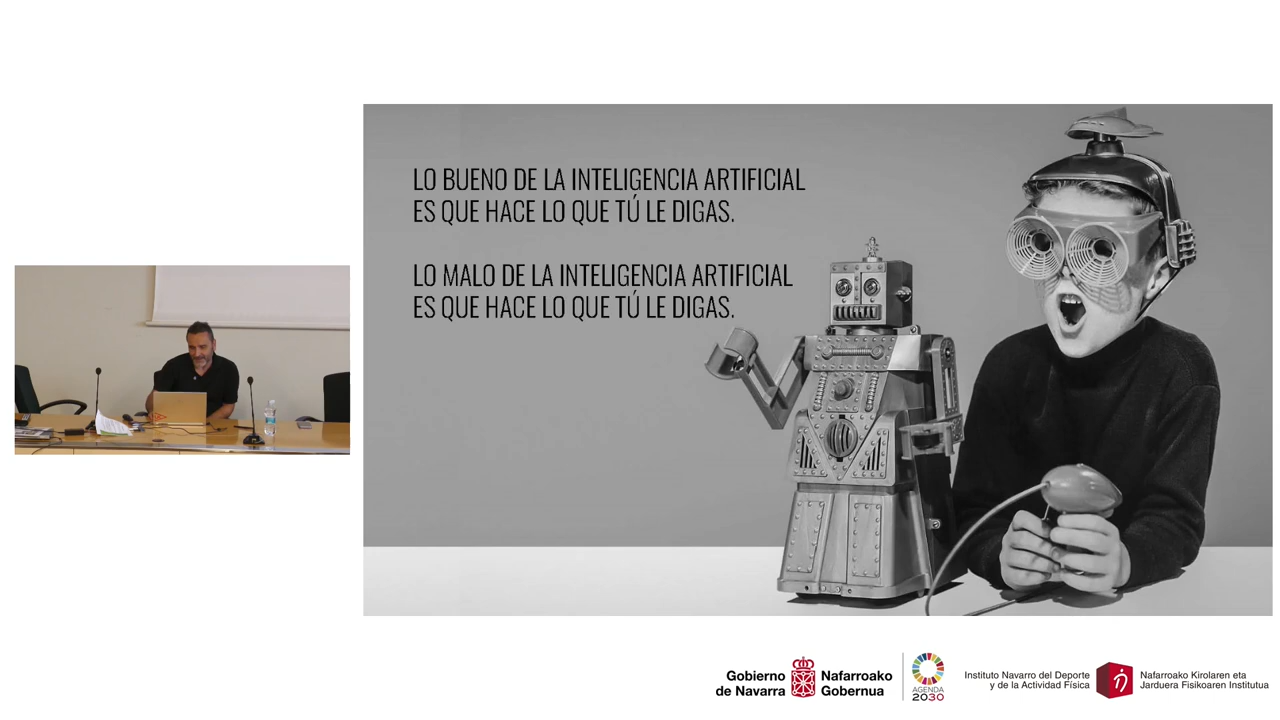 LO BUENO DE LA INTELIGENCIA ARTIFICIAL
ES QUE HACE LO QUE TÚ LE DIGAS.
LO MALO DE LA INTELIGENCIA ARTIFICIAL
ES QUE HACE LO QUE TÚ LE DIGAS.
Gobierno
de Navarra
Nafarroako
Gobernua
AGENDA
2030
Instituto Navarro del Deporte
y de la Actividad Física
Nafarroako Kirolaren eta
Jarduera Fisikoaren Institutua